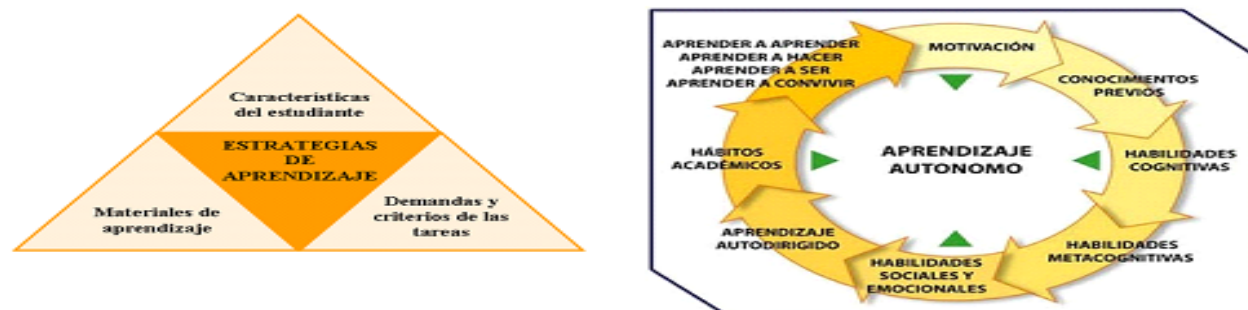 Características
del estudiante
ESTRATEGIAS
DE
APRENDIZAJE
Materiales de
aprendizaje
Demandas y
criterios de las
tareas
APRENDER A APRENDER
APRENDER A HACER
APRENDER A SER
APRENDER A CONVIVIR
MOTIVACIÓN
CONOCIMIENTOS
PREVIOS
HABILIDADES
COGNITIVAS
HABILIDADES
METACOGNITIVAS
HABILIDADES
SOCIALES Y
EMOCIONALES
APRENDIZAJE
AUTODIRIGIDO
HÁBITOS
ACADÉMICOS
APRENDIZAJE
AUTONOMO